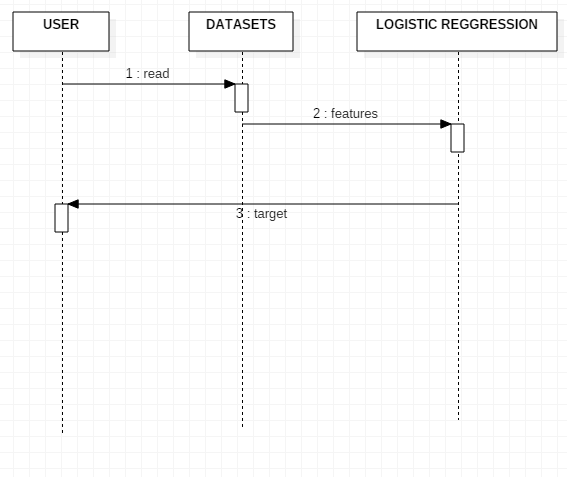 USER
DATASETS
LOGISTIC REGGRESSION
1 : read
2 : features
3 : target